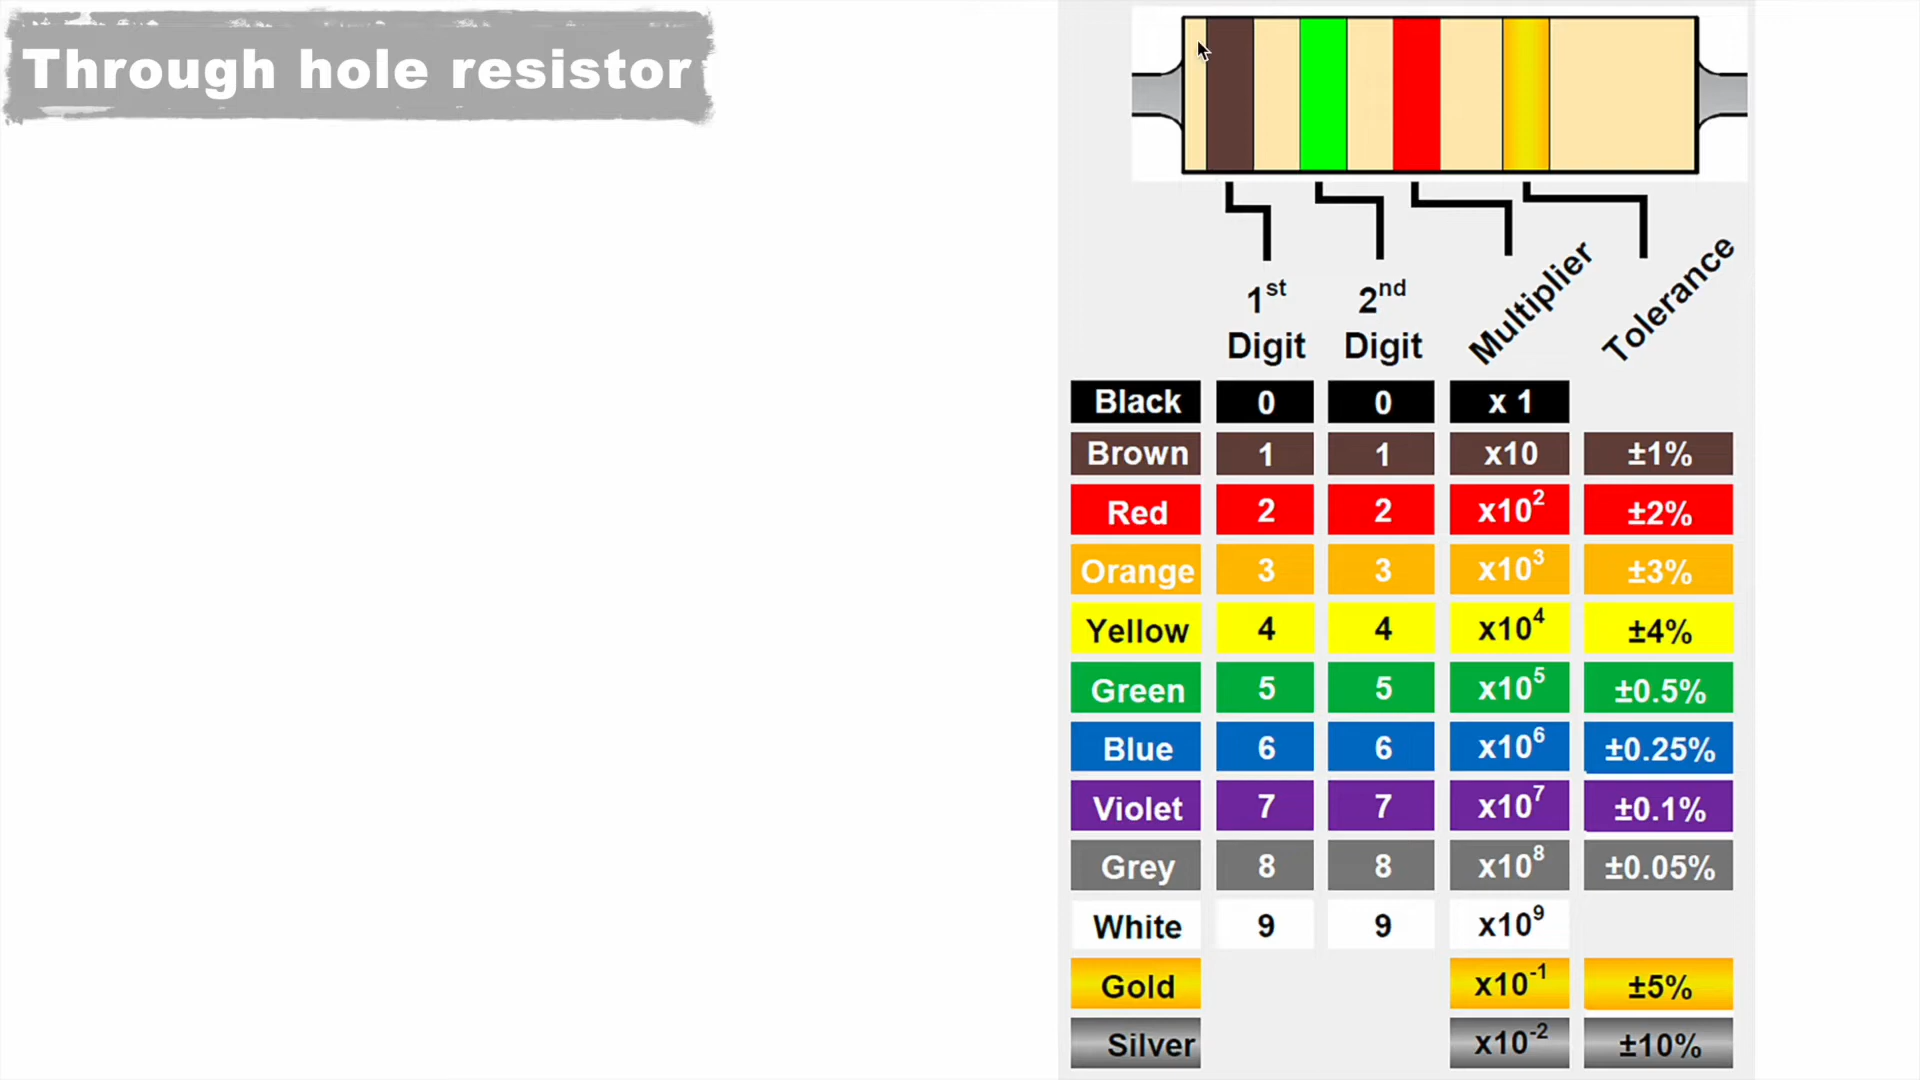 Through hole resistor
1st Digit 2nd Digit Multiplier Tolerance
Black 0 0 x 1
Brown 1 1 x10 ±1%
Red 2 2 x10² ±2%
Orange 3 3 x10³ ±3%
Yellow 4 4 x10⁴ ±4%
Green 5 5 x10⁵ ±0.5%
Blue 6 6 x10⁶ ±0.25%
Violet 7 7 x10⁷ ±0.1%
Grey 8 8 x10⁸ ±0.05%
White 9 9 x10⁹
Gold x10⁻¹ ±5%
Silver x10⁻² ±10%